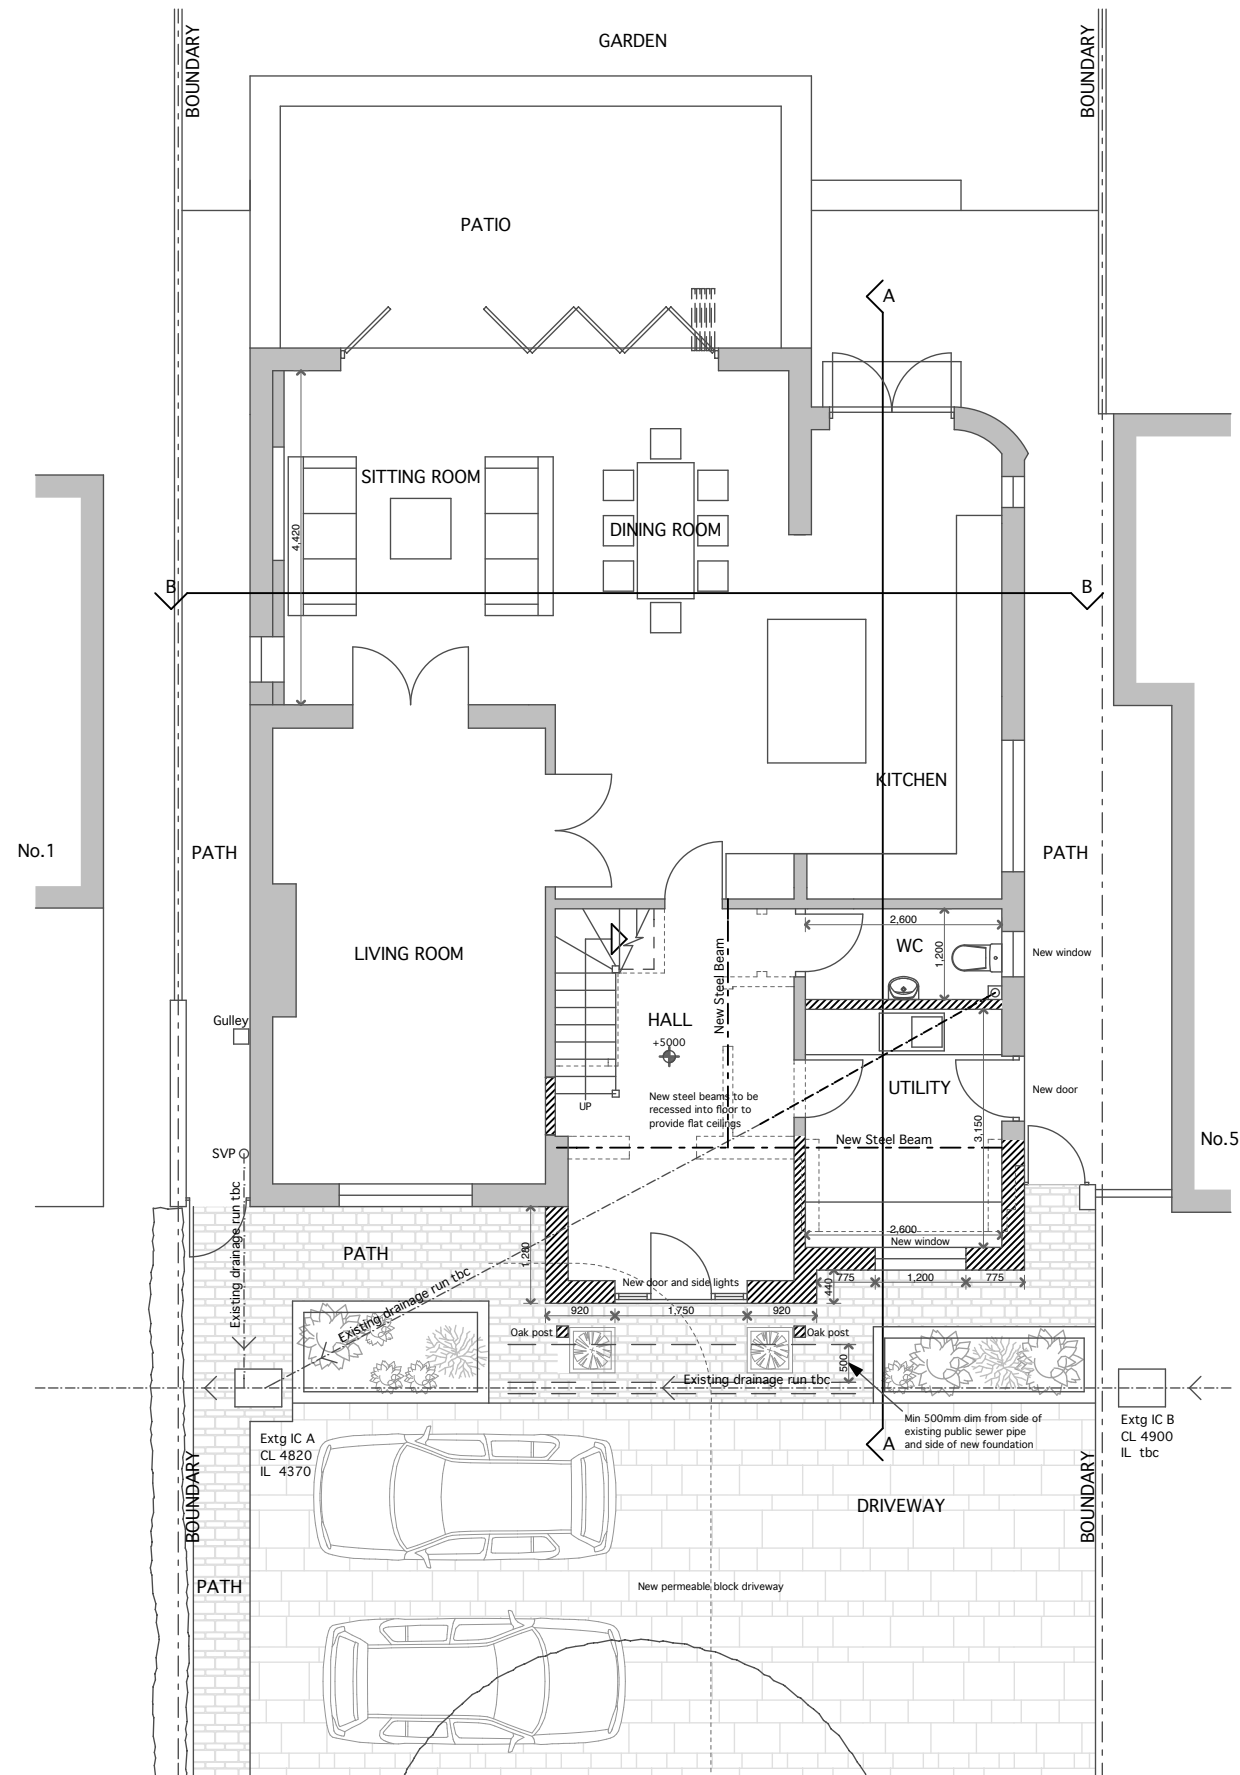 BOUNDARY
GARDEN
BOUNDARY
PATIO
A
SITTING ROOM
DINING ROOM
4,420
B
B
KITCHEN
No.1
PATH
PATH
LIVING ROOM
2,600
WC
1,200
New window
New Steel Beam
Gulley
HALL
+5000
UTILITY
New door
New steel beams to be
recessed into floor to
provide flat ceilings
UP
3,150
New Steel Beam
No.5
SVP
Existing drainage run tbc
PATH
1,280
2,600
New window
New door and side lights
775
1,200
775
440
920
1,750
920
Existing drainage run tbc
Oak post
Oak post
500
Existing drainage run tbc
Min 500mm dim from side of
existing public sewer pipe
and side of new foundation
A
Extg IC A
CL 4820
IL 4370
Extg IC B
CL 4900
IL tbc
BOUNDARY
DRIVEWAY
BOUNDARY
PATH
New permeable block driveway